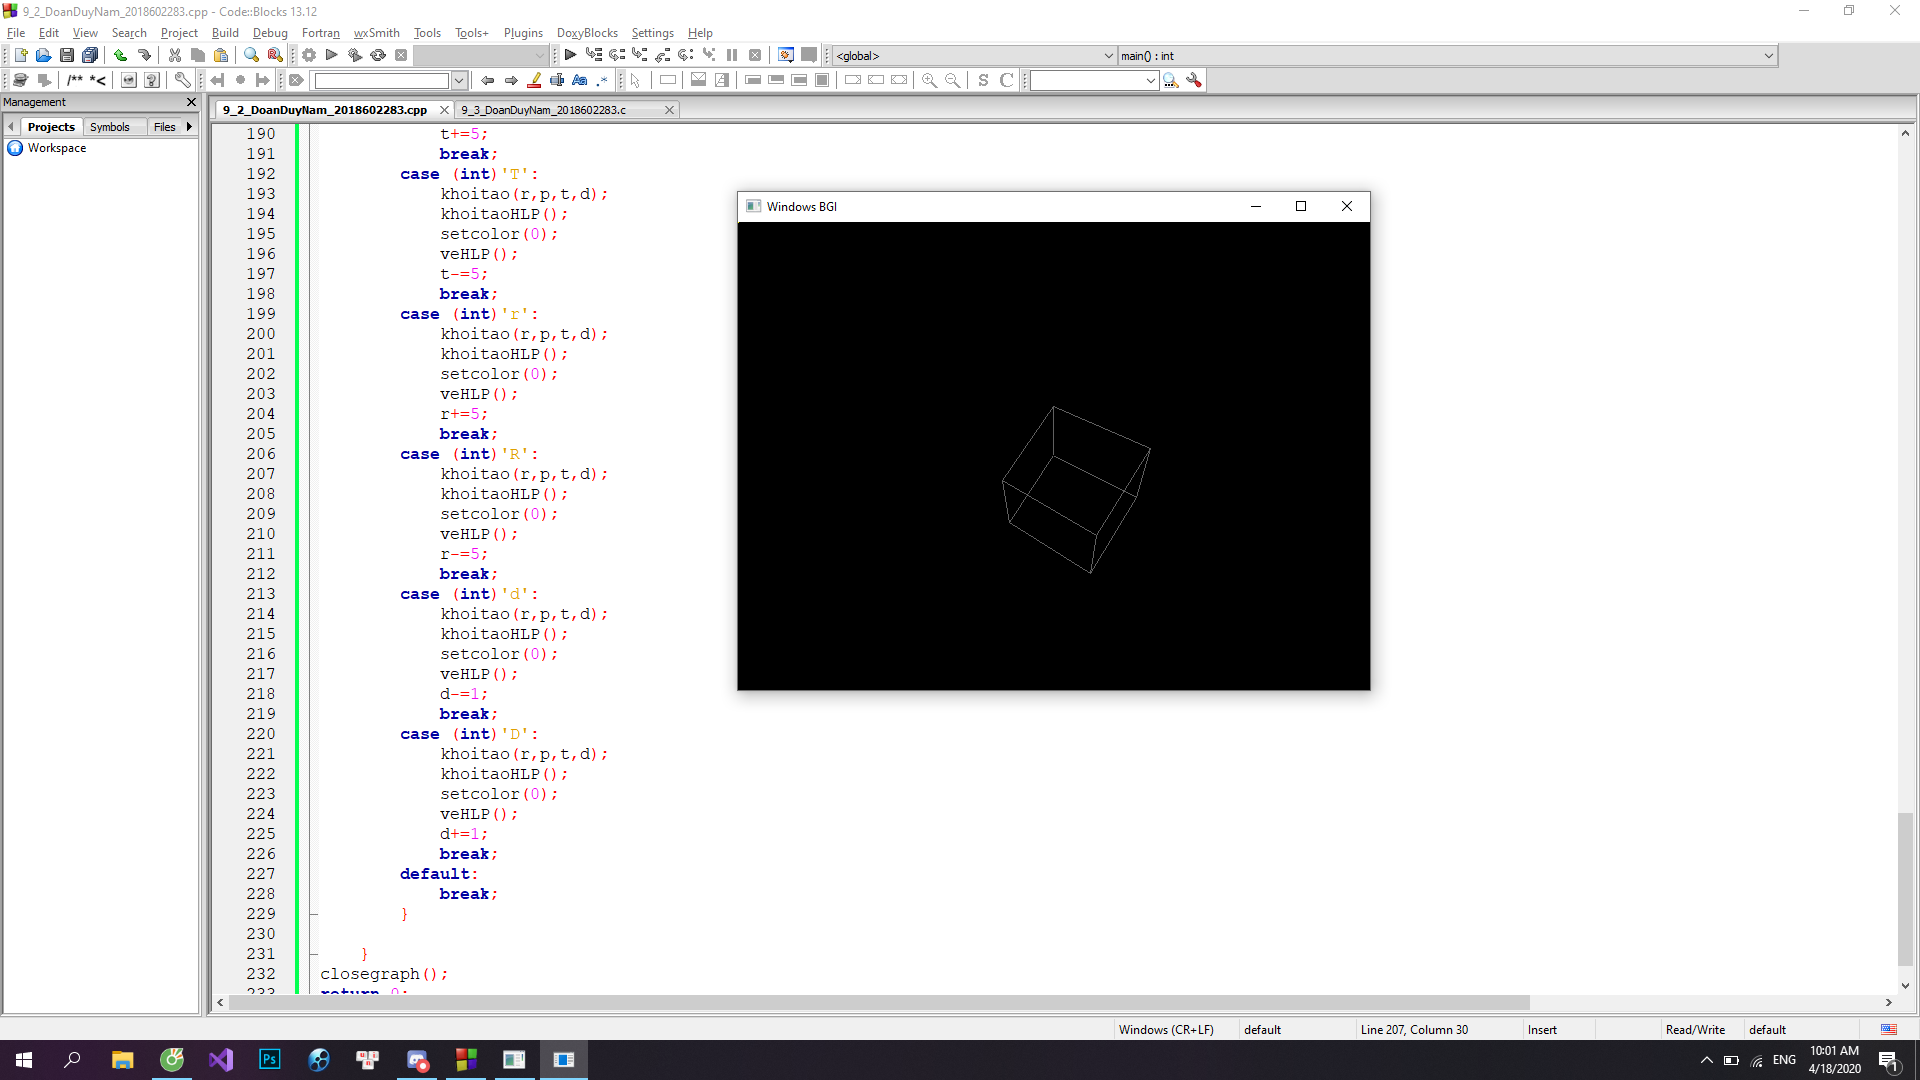 9_2_DoanDuyNam_2018602283.cpp - Code::Blocks 13.12
File Edit View Search Project Build Debug Fortran wxSmith Tools Tools+ Plugins DoxyBlocks Settings Help
<global> main() : int
/** *<
S C
Management
Projects Symbols Files
Workspace
9_2_DoanDuyNam_2018602283.cpp 9_3_DoanDuyNam_2018602283.c
190 t+=5;
191 break;
192 case (int)'T':
193 khoitao(r,p,t,d);
194 khoitaoHLP();
195 setcolor(0);
196 veHLP();
197 t-=5;
198 break;
199 case (int)'r':
200 khoitao(r,p,t,d);
201 khoitaoHLP();
202 setcolor(0);
203 veHLP();
204 r+=5;
205 break;
206 case (int)'R':
207 khoitao(r,p,t,d);
208 khoitaoHLP();
209 setcolor(0);
210 veHLP();
211 r-=5;
212 break;
213 case (int)'d':
214 khoitao(r,p,t,d);
215 khoitaoHLP();
216 setcolor(0);
217 veHLP();
218 d-=1;
219 break;
220 case (int)'D':
221 khoitao(r,p,t,d);
222 khoitaoHLP();
223 setcolor(0);
224 veHLP();
225 d+=1;
226 break;
227 default:
228 break;
229 }
230
231 }
232 closegraph();
233 return 0;
Windows BGI
Windows (CR+LF) default Line 207, Column 30 Insert Read/Write default
Ps
ENG
10:01 AM
4/18/2020
1